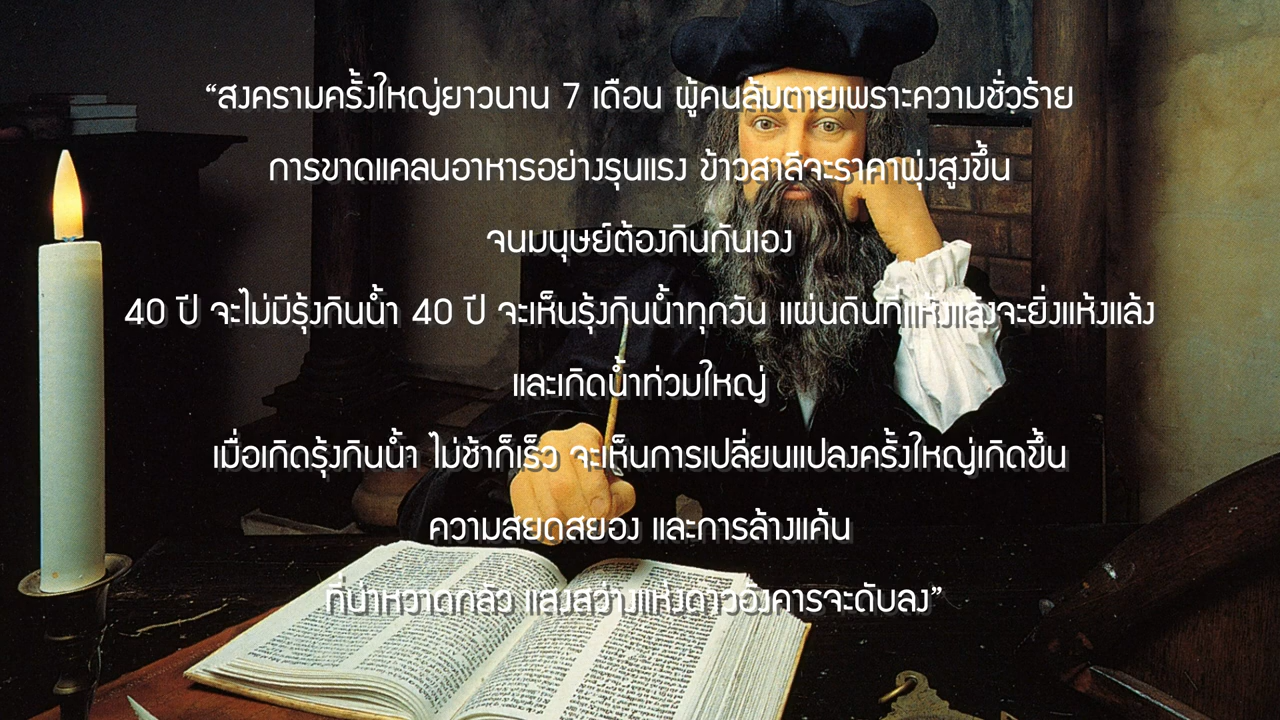 “สงครามครั้งใหญ่ยาวนาน 7 เดือน ผู้คนล้มตายเพราะความชั่วร้าย
การขาดแคลนอาหารอย่างรุนแรง ข้าวสาลีจะราคาพุ่งสูงขึ้น
จนมนุษย์ต้องกินกันเอง
40 ปี จะไม่มีรุ้งกินน้ำ 40 ปี จะเห็นรุ้งกินน้ำทุกวัน แผ่นดินที่แห้งแล้งจะยิ่งแห้งแล้ง
และเกิดน้ำท่วมใหญ่
เมื่อเกิดรุ้งกินน้ำ ไม่ช้าก็เร็ว จะเห็นการเปลี่ยนแปลงครั้งใหญ่เกิดขึ้น
ความสยดสยอง และการล้างแค้น
ที่น่าหวาดกลัว แสงสว่างแห่งดาวอังคารจะดับลง”